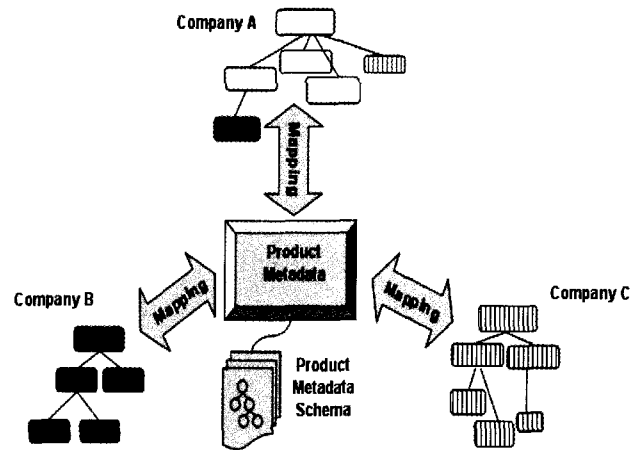 Company A
Mapping
Product
Metadata
Mapping
Mapping
Company B
Company C
Product
Metadata
Schema